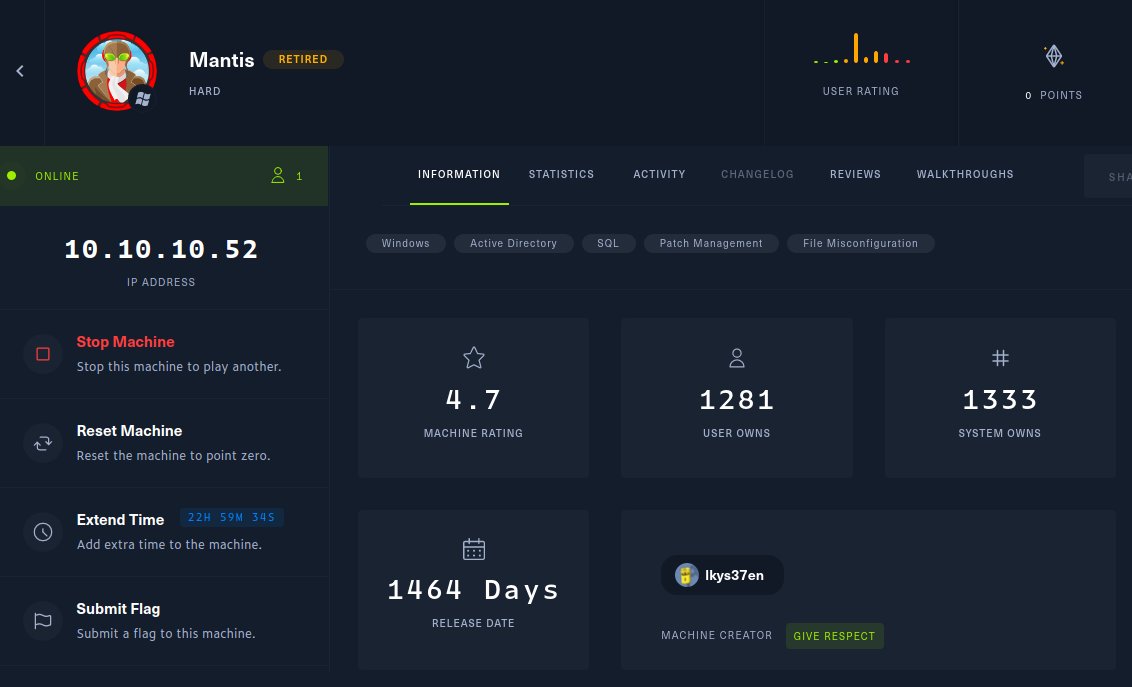 Mantis RETIRED
HARD
USER RATING
0 POINTS
ONLINE
1
10.10.10.52
IP ADDRESS
Stop Machine
Stop this machine to play another.
Reset Machine
Reset the machine to point zero.
Extend Time 22H 59M 34S
Add extra time to the machine.
Submit Flag
Submit a flag to this machine.
INFORMATION STATISTICS ACTIVITY CHANGELOG REVIEWS WALKTHROUGHS SHA
Windows Active Directory SQL Patch Management File Misconfiguration
4.7
MACHINE RATING
1281
USER OWNS
1333
SYSTEM OWNS
1464 Days
RELEASE DATE
lkys37en
MACHINE CREATOR GIVE RESPECT